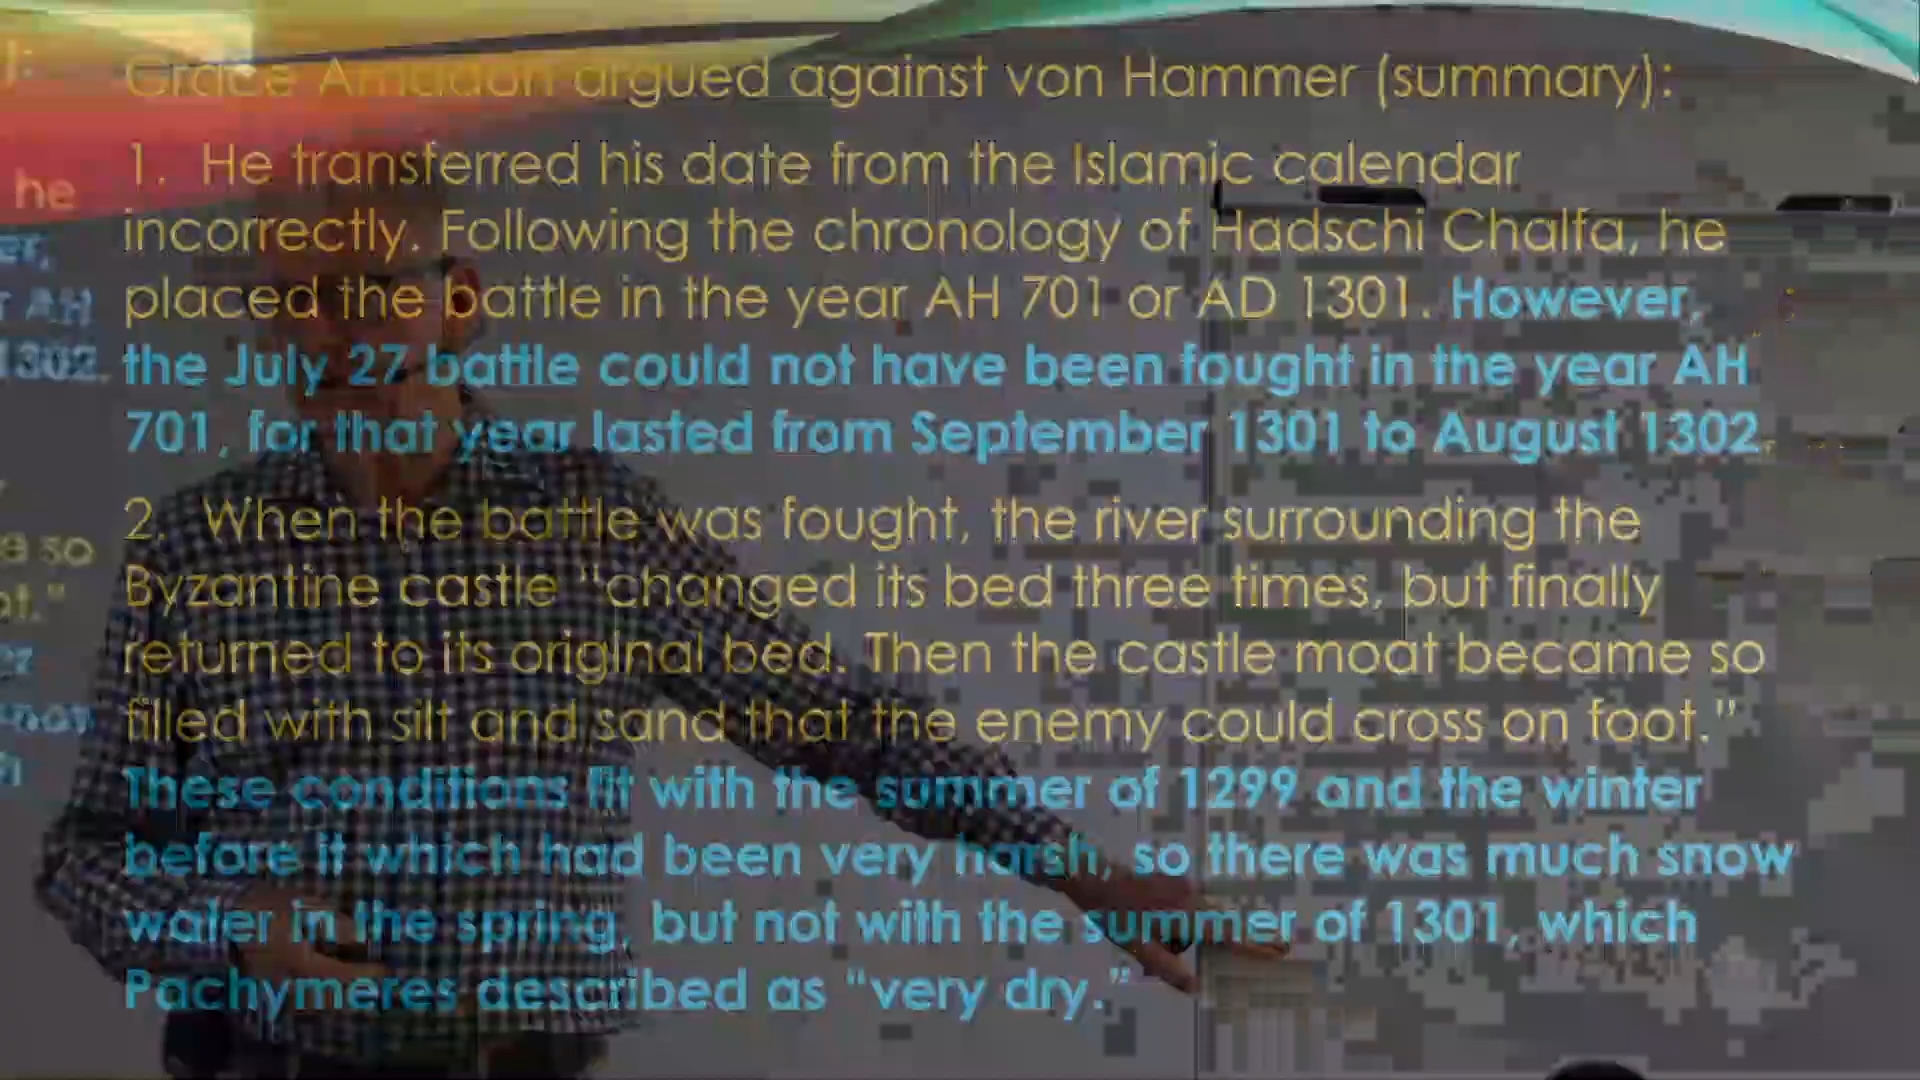 Grace Amadon argued against von Hammer (summary):
1. He transferred his date from the Islamic calendar
incorrectly. Following the chronology of Hadschi Chalfa, he
placed the battle in the year AH 701 or AD 1301. However,
the July 27 battle could not have been fought in the year AH
701, for that year lasted from September 1301 to August 1302.
2. When the battle was fought, the river surrounding the
Byzantine castle "changed its bed three times, but finally
returned to its original bed. Then the castle moat became so
filled with silt and sand that the enemy could cross on foot."
These conditions fit with the summer of 1299 and the winter
before it which had been very harsh, so there was much snow
water in the spring, but not with the summer of 1301, which
Pachymeres described as "very dry."
he
AH
1302.
so